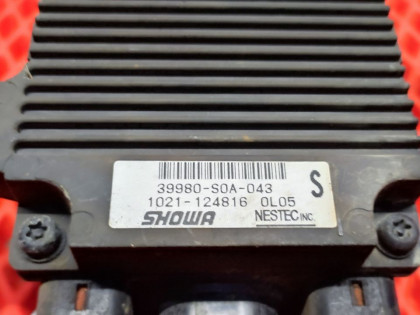 39980-S0A-043
S
1021-124816 0L05
SHOWA NESTEC INC.